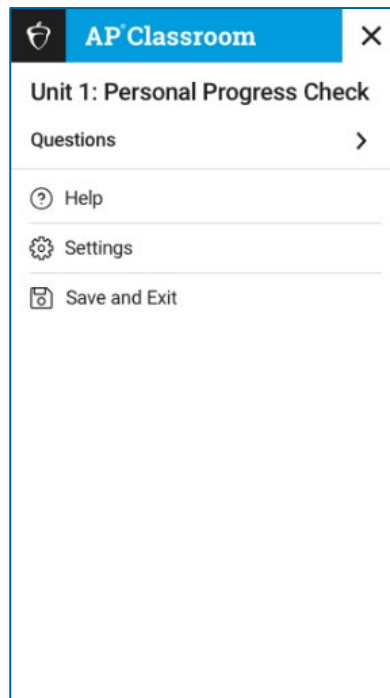 AP® Classroom
Unit 1: Personal Progress Check
Questions
Help
Settings
Save and Exit